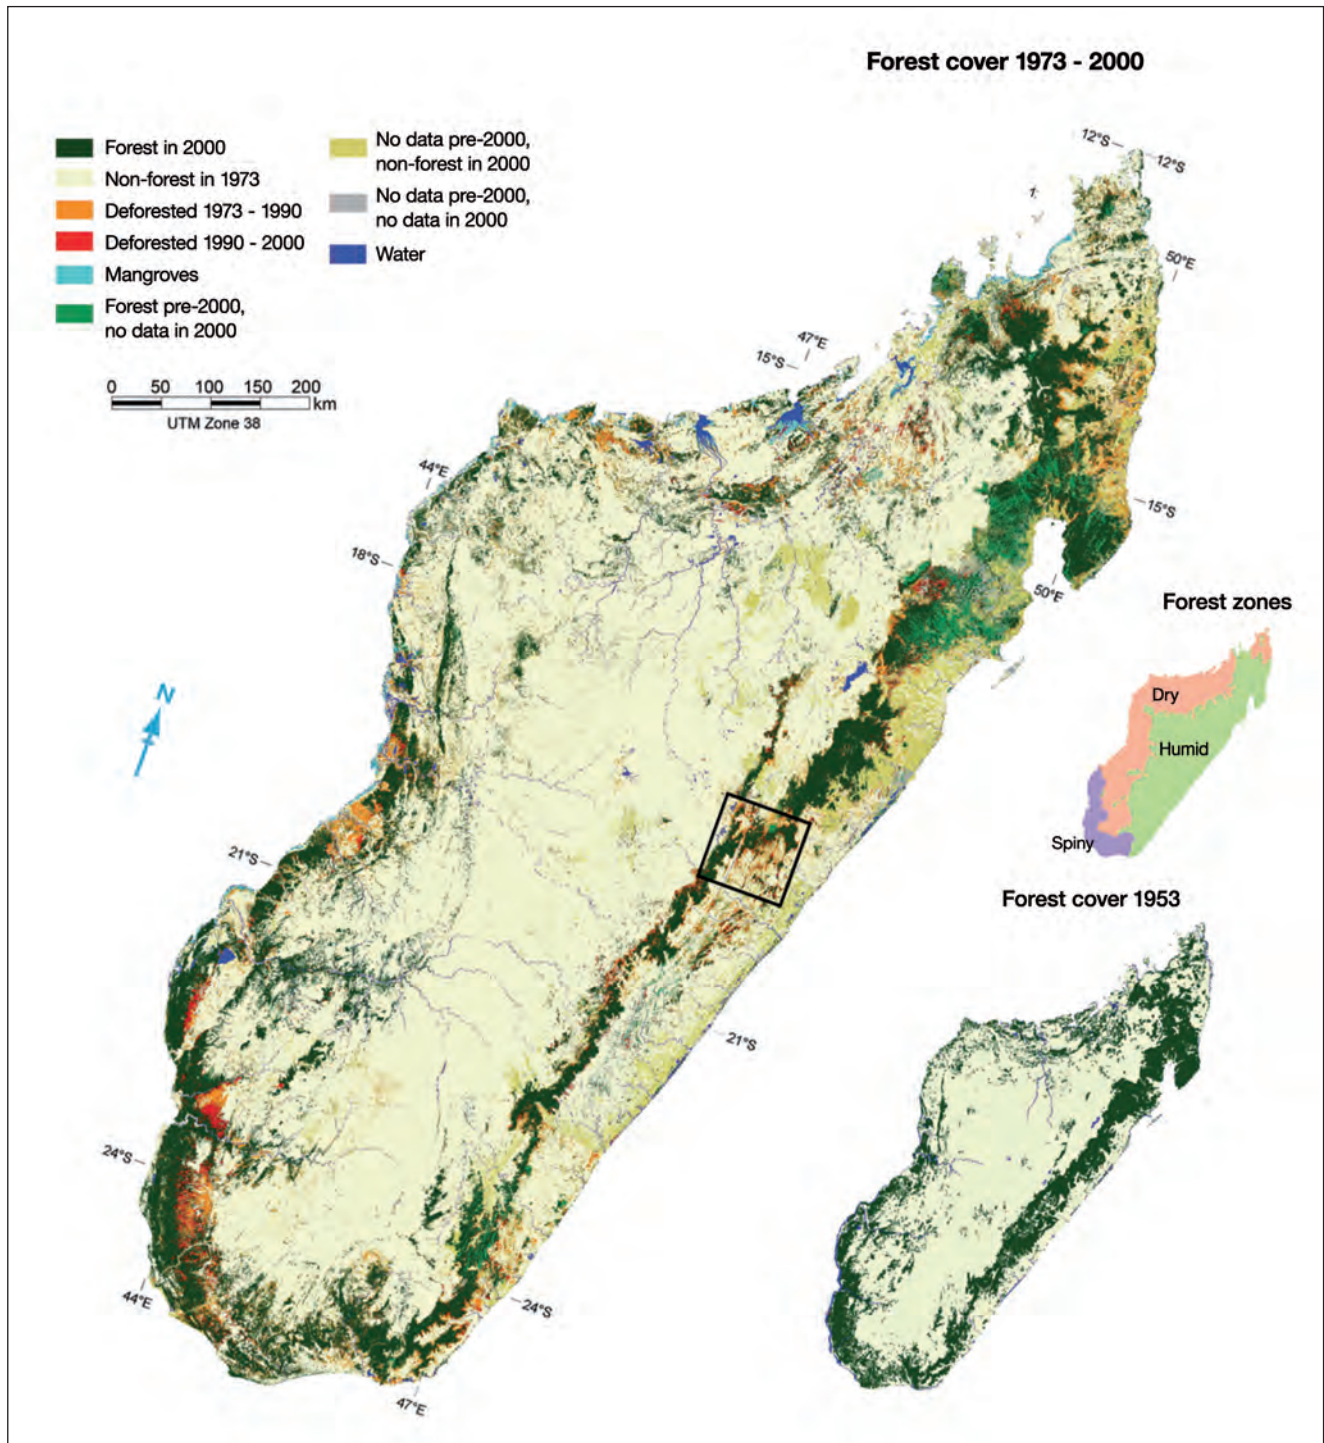 Forest cover 1973 - 2000
Forest in 2000
Non-forest in 1973
Deforested 1973 - 1990
Deforested 1990 - 2000
Mangroves
Forest pre-2000,
no data in 2000
No data pre-2000,
non-forest in 2000
No data pre-2000,
no data in 2000
Water
0 50 100 150 200
km
UTM Zone 38
12°S
12°S
50°E
47°E
15°S
44°E
15°S
18°S
50°E
Forest zones
Dry
Humid
Spiny
N
21°S
Forest cover 1953
21°S
24°S
44°E
24°S
47°E